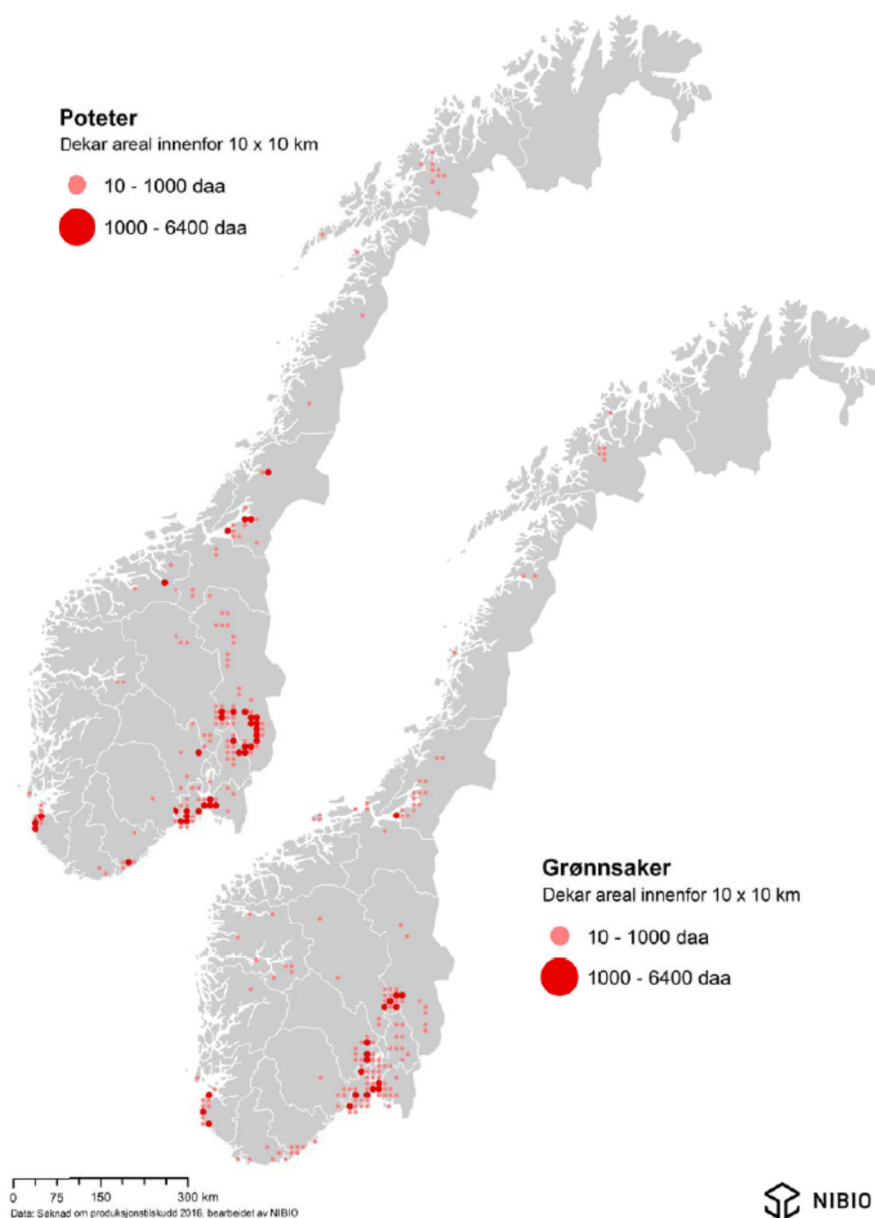 Poteter
Dekar areal innenfor 10 x 10 km
10 - 1000 daa
1000 - 6400 daa
Grønnsaker
Dekar areal innenfor 10 x 10 km
10 - 1000 daa
1000 - 6400 daa
0 75 150 300 km
Data: Søknad om produksjonstilskudd 2016, bearbeidet av NIBIO
NIBIO